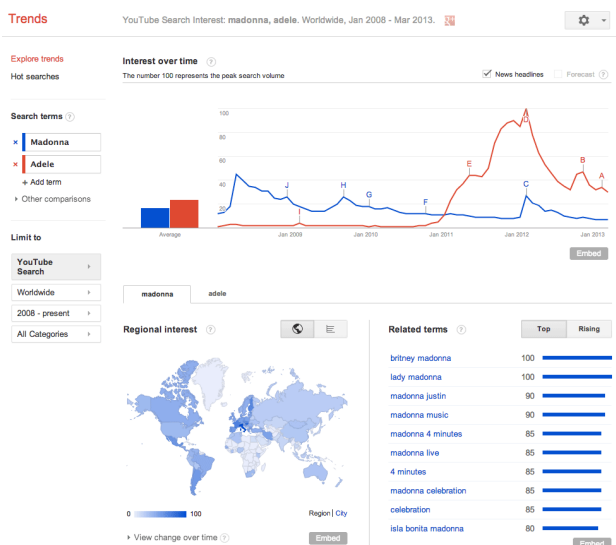 Trends
YouTube Search Interest: madonna, adele. Worldwide, Jan 2008 - Mar 2013.
Explore trends
Hot searches
Search terms ?
× Madonna
× Adele
+ Add term
Other comparisons
Limit to
YouTube
Search
Worldwide
2008 - present
All Categories
Interest over time ?
The number 100 represents the peak search volume
News headlines
Forecast ?
100
80
60
40
20
A
B
C
D
E
F
G
H
I
J
Average
Jan 2009
Jan 2010
Jan 2011
Jan 2012
Jan 2013
Embed
madonna
adele
Regional interest ?
0 100
Region | City
View change over time ?
Embed
Related terms ?
Top Rising
britney madonna 100
lady madonna 100
madonna justin 90
madonna music 90
madonna 4 minutes 85
madonna live 85
4 minutes 85
madonna celebration 85
celebration 85
isla bonita madonna 80
Embed